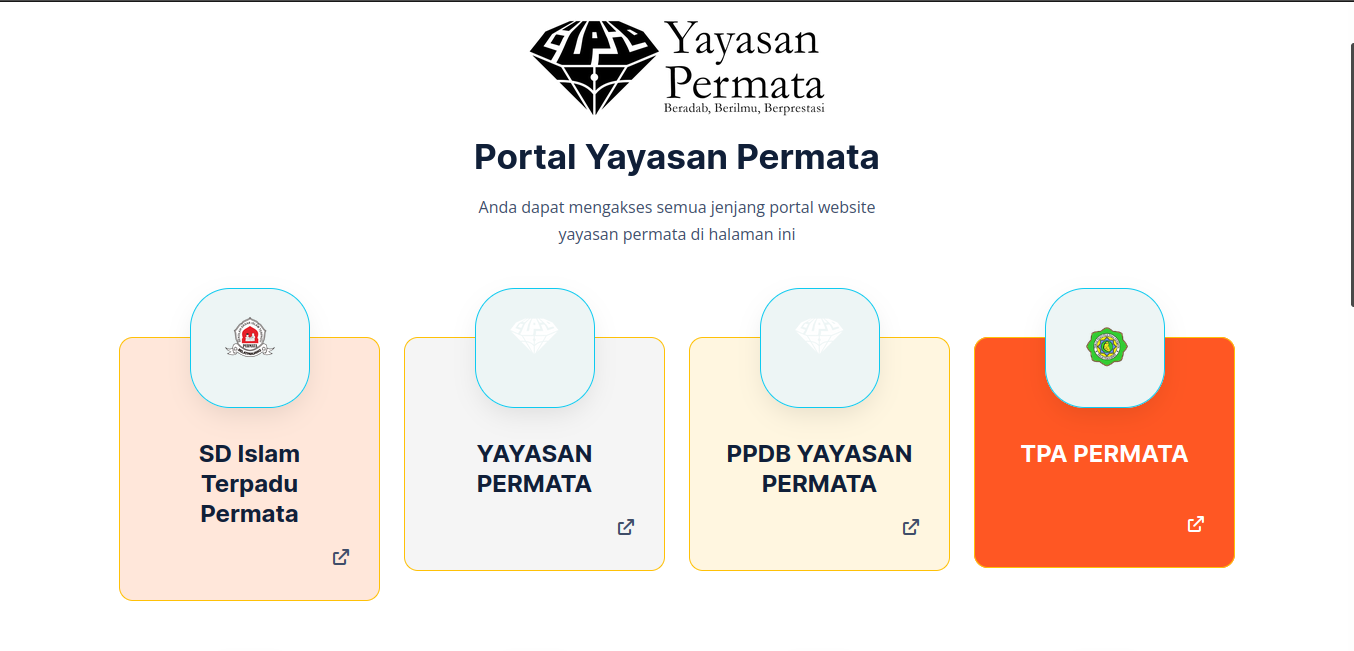 Yayasan
Permata
Beradab, Berilmu, Berprestasi
Portal Yayasan Permata
Anda dapat mengakses semua jenjang portal website
yayasan permata di halaman ini
SD Islam
Terpadu
Permata
YAYASAN
PERMATA
PPDB YAYASAN
PERMATA
TPA PERMATA